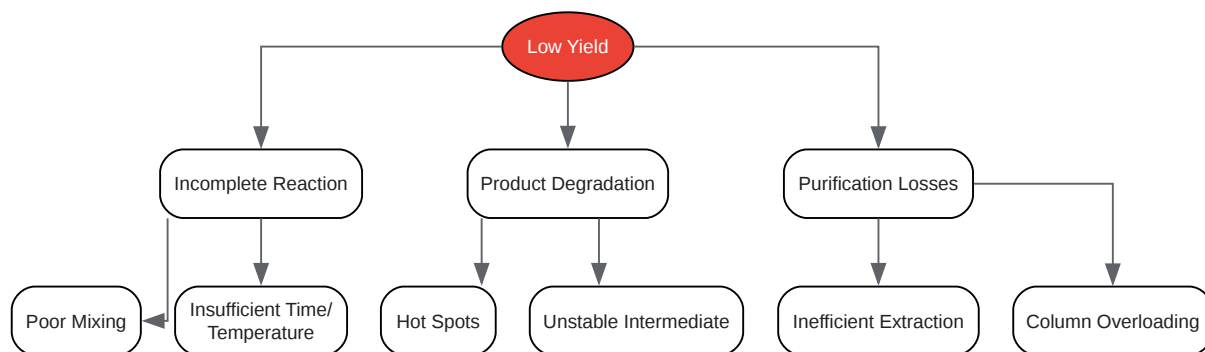 Low Yield
Incomplete Reaction
Product Degradation
Purification Losses
Poor Mixing
Insufficient Time/
Temperature
Hot Spots
Unstable Intermediate
Inefficient Extraction
Column Overloading